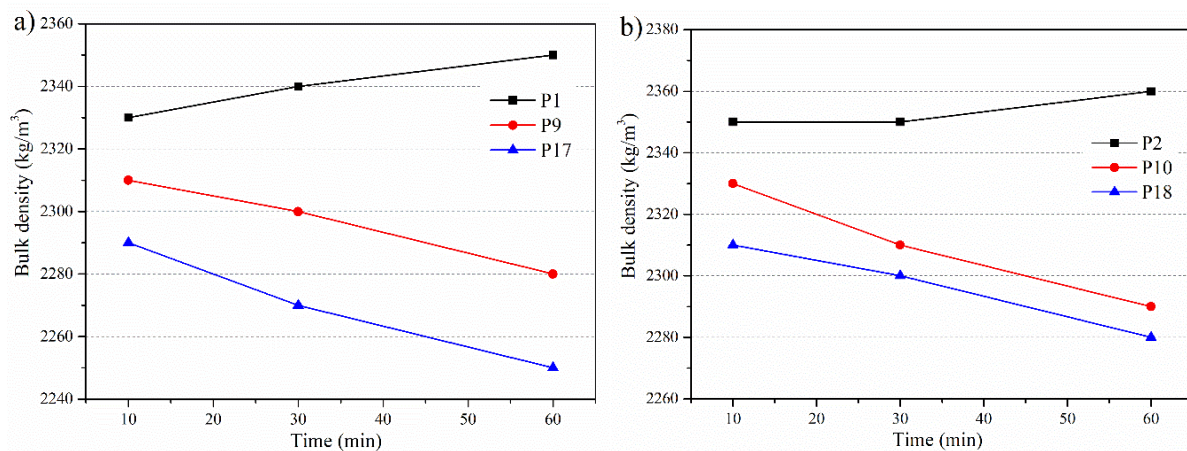 a)
2360
2340
2320
2300
2280
2260
2240
Bulk density (kg/m³)
P1
P9
P17
10 20 30 40 50 60
Time (min)
b)
2380
2360
2340
2320
2300
2280
2260
Bulk density (kg/m³)
P2
P10
P18
10 20 30 40 50 60
Time (min)